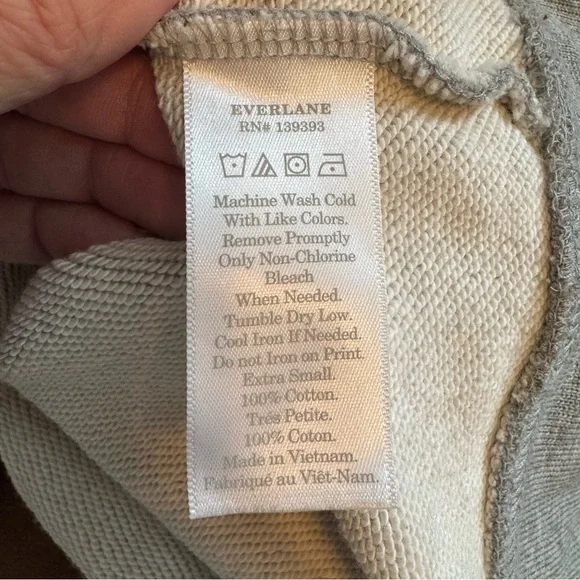 EVERLANE
RN# 139393
Machine Wash Cold
With Like Colors.
Remove Promptly
Only Non-Chlorine
Bleach
When Needed.
Tumble Dry Low.
Cool Iron If Needed.
Do not Iron on Print.
Extra Small.
100% Cotton.
Trés Petite.
100% Coton.
Made in Vietnam.
Fabriqué au Viêt-Nam.